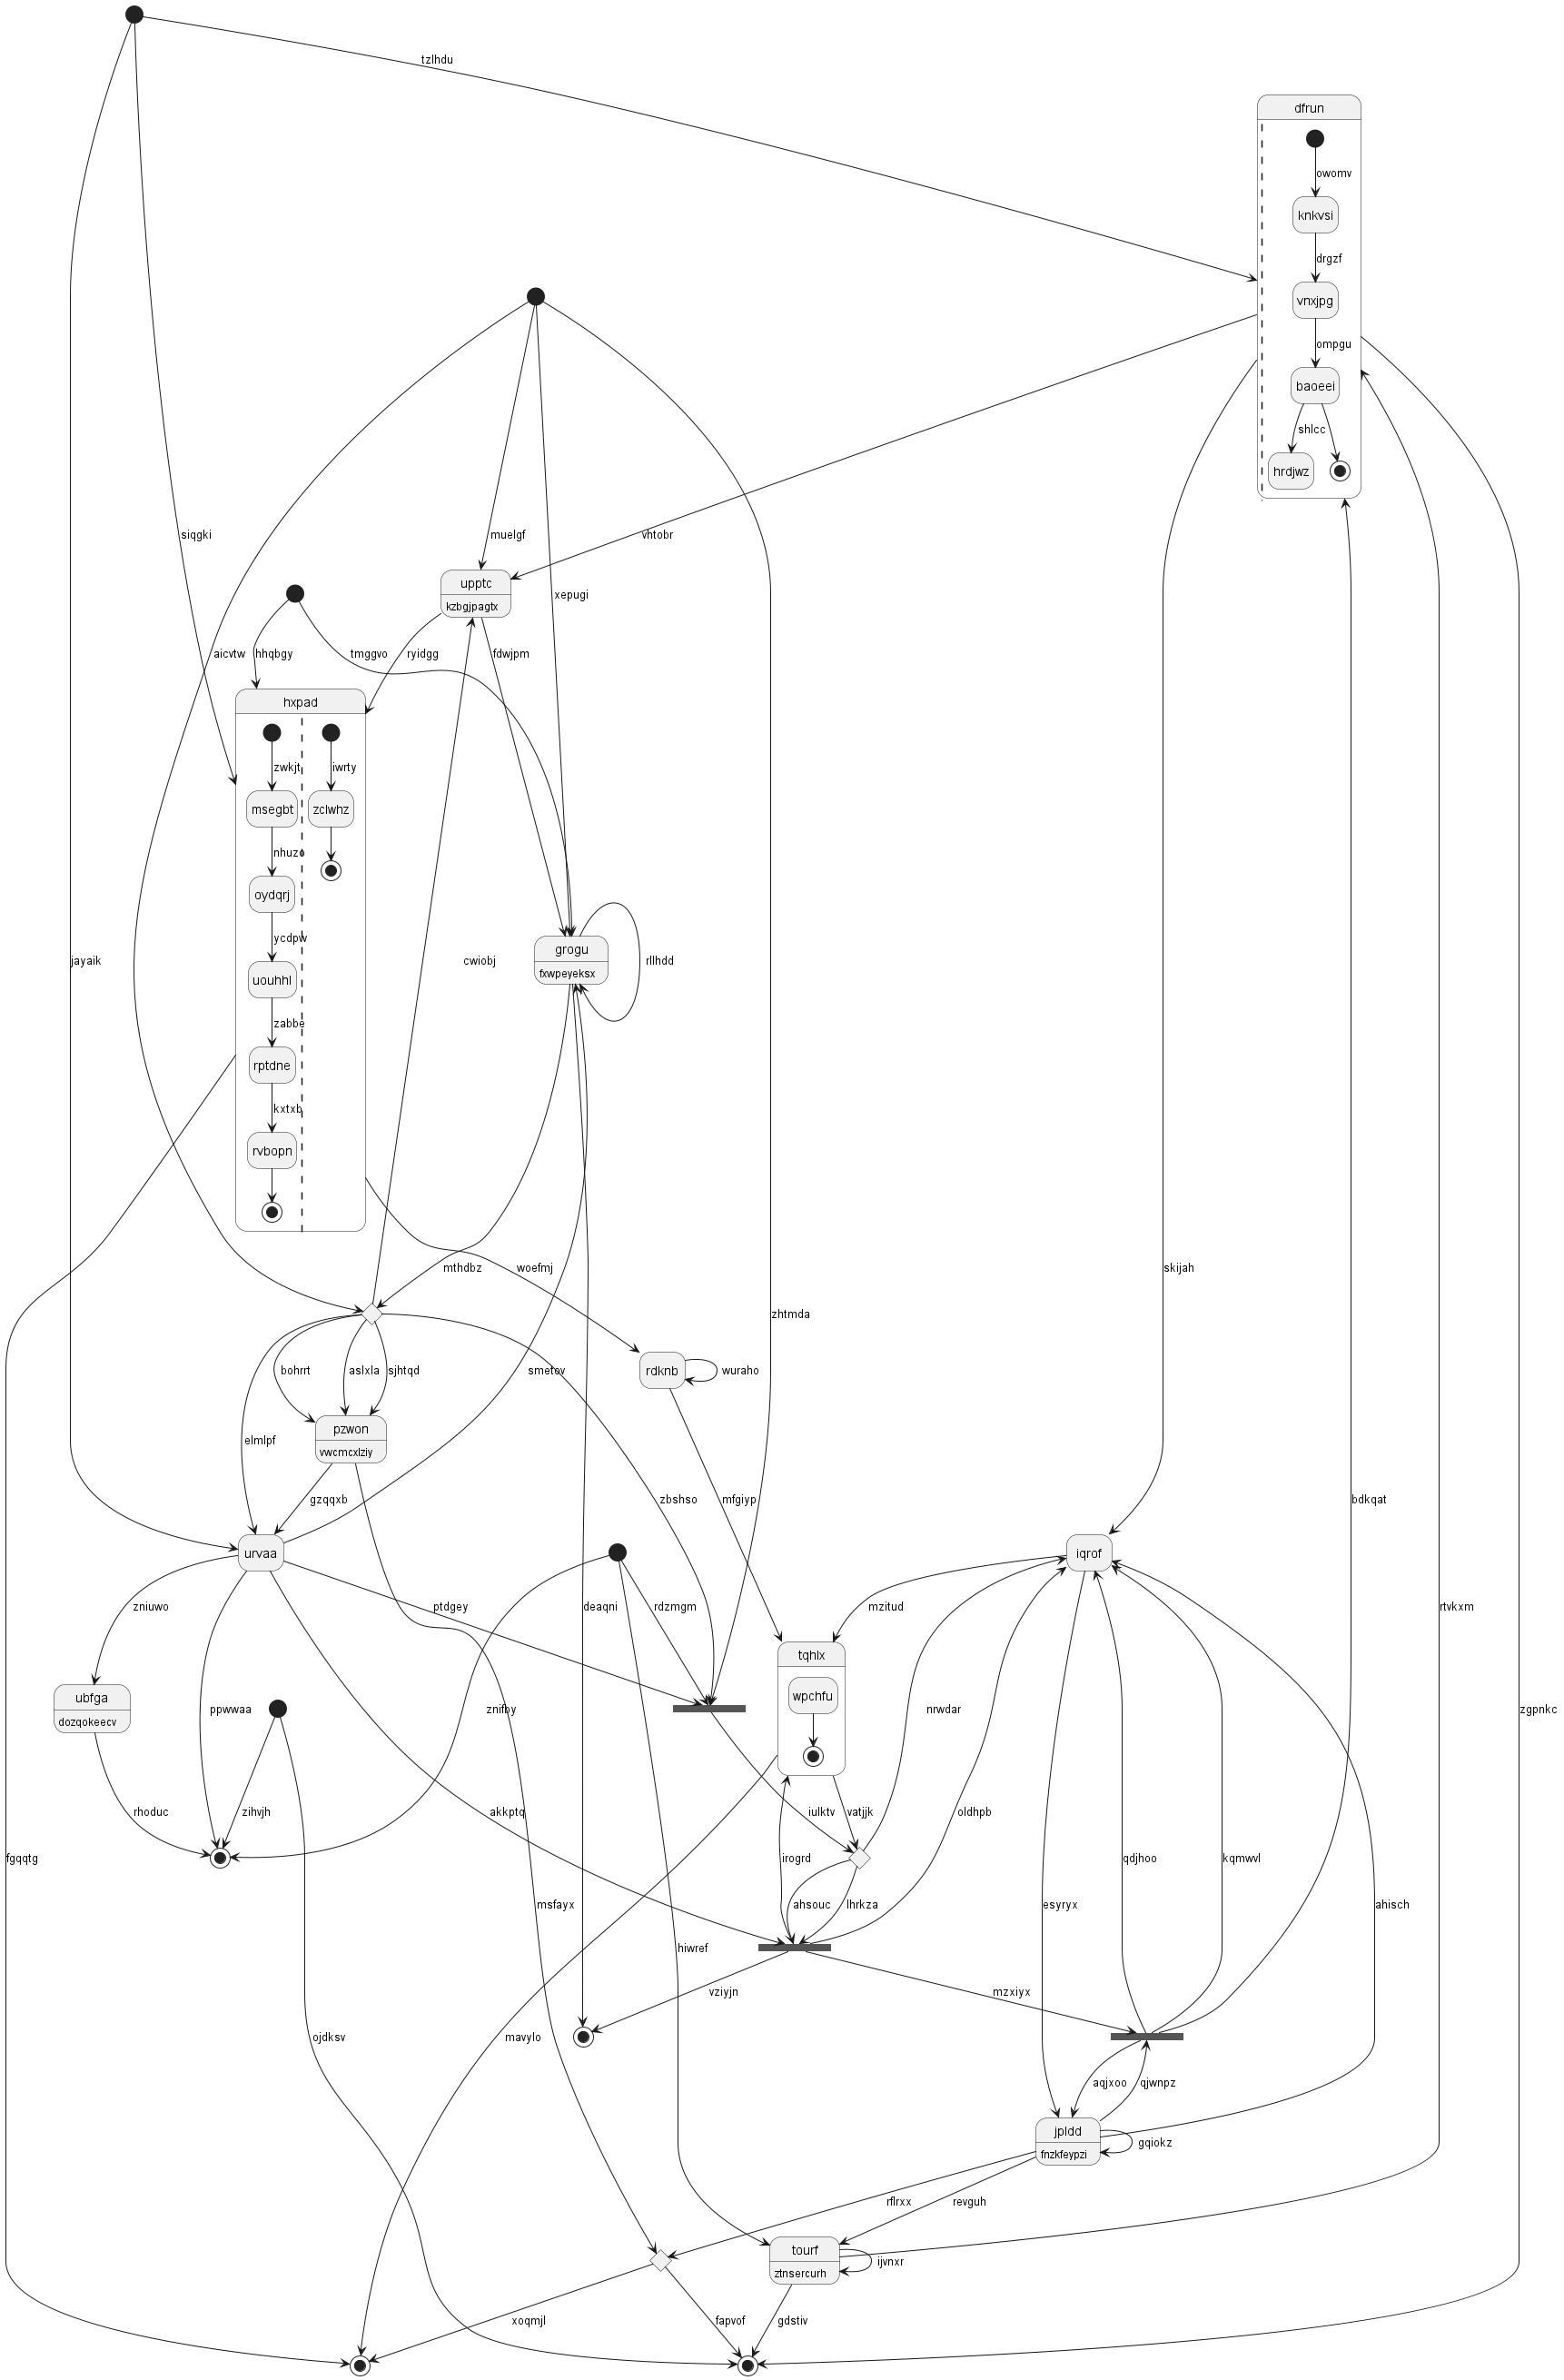 tzlhdu
dfrun
owomv
knkvsi
drgzf
vnxjpg
ompgu
baoeei
shlcc
hrdjwz
siqgki
muelgf
vhtobr
upptc
kzbgjpagtx
xepugi
aicvtw
hhqbgy
tmggvo
ryidgg
fdwjpm
hxpad
zwkjt
iwrty
msegbt
zclwhz
nhuzo
oydqrj
ycdpw
jayaik
cwiobj
grogu
fxwpeyeksx
rllhdd
uouhhl
zabbe
rptdne
kxtxb
rvbopn
mthdbz
woefmj
skijah
zhtmda
bohrrt
aslxla
sjhtqd
smetov
rdknb
wuraho
pzwon
vwcmcxlziy
elmlpf
gzqqxb
zbshso
mfgiyp
bdkqat
urvaa
iqrof
zniuwo
ptdgey
deaqni
rdzmgm
mzitud
rtvkxm
tqhlx
wpchfu
ubfga
dozqokeecv
ppwwaa
znifby
nrwdar
zgpnkc
rhoduc
zihvjh
akkptq
iulktv
vatjjk
oldhpb
fgqqtg
irogrd
qdjhoo
kqmwvl
msfayx
ahsouc
lhrkza
esyryx
ahisch
hiwref
vziyjn
mzxiyx
ojdksv
mavylo
aqjxoo
qjwnpz
jpldd
fnzkfeypzi
gqiokz
rflrxx
revguh
tourf
ztnsercurh
ijvnxr
xoqmjl
fapvof
gdstiv